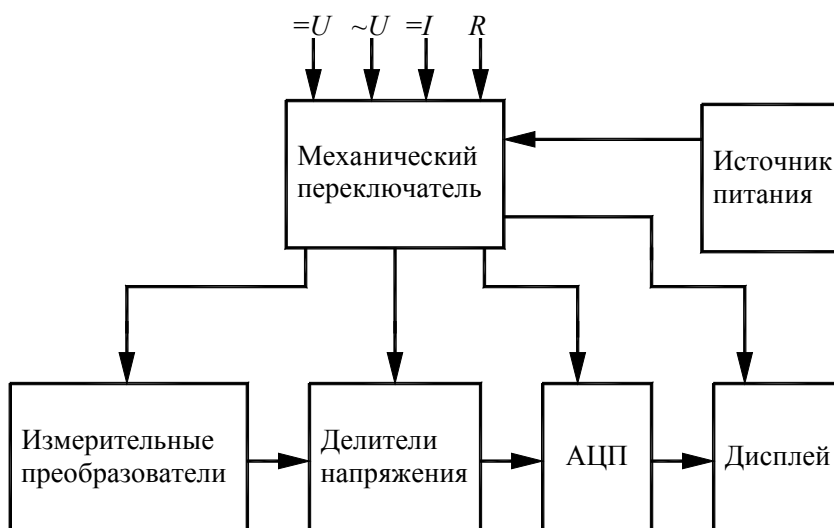 =U ~U =I R
Механический
переключатель
Источник
питания
Измерительные
преобразователи
Делители
напряжения
АЦП
Дисплей